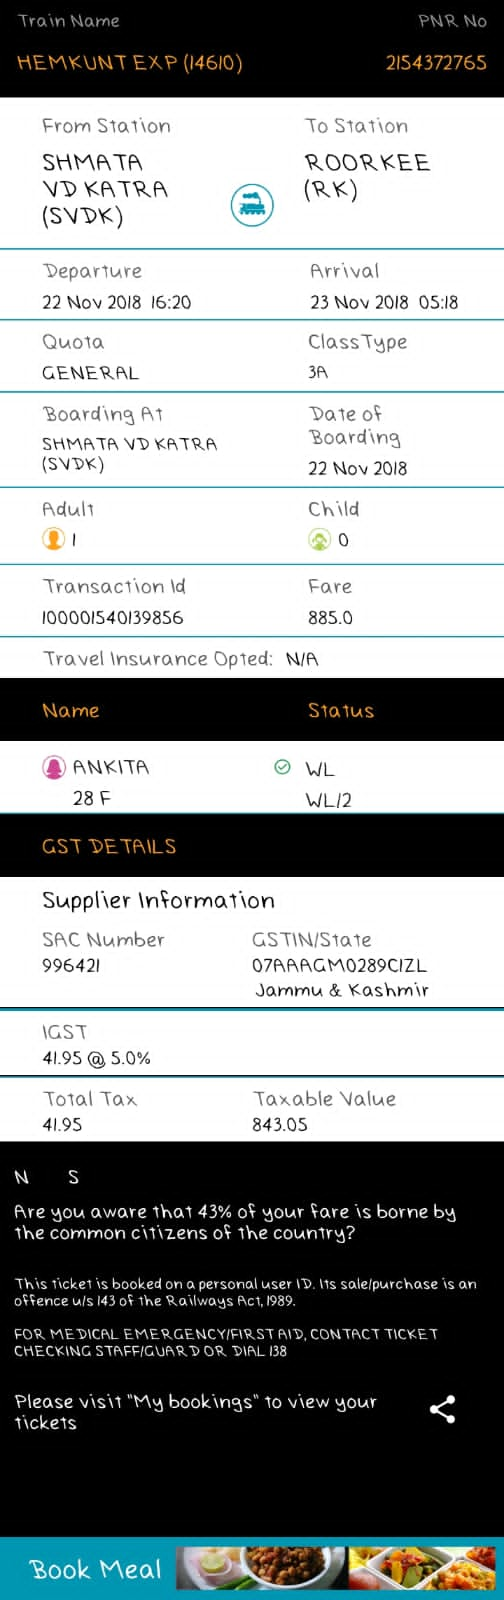 Train Name PNR No
HEMKUNT EXP (14610) 2154372765
From Station To Station
SHMATA ROORKEE
VD KATRA (RK)
(SVDK)
Departure Arrival
22 Nov 2018 16:20 23 Nov 2018 05:18
Quota ClassType
GENERAL 3A
Boarding At Date of
Boarding
SHMATA VD KATRA
(SVDK) 22 Nov 2018
Adult Child
1 0
Transaction Id Fare
100001540139856 885.0
Travel Insurance Opted: N/A
Name Status
ANKITA WL
28 F WL/2
GST DETAILS
Supplier Information
SAC Number GSTIN/State
996421 07AAAGM0289C1ZL
Jammu & Kashmir
IGST
41.95 @ 5.0%
Total Tax Taxable Value
41.95 843.05
N S
Are you aware that 43% of your fare is borne by
the common citizens of the country?
This ticket is booked on a personal user ID. Its sale/purchase is an
offence u/s 143 of the Railways Act, 1989.
FOR MEDICAL EMERGENCY/FIRST AID, CONTACT TICKET
CHECKING STAFF/GUARD OR DIAL 138
Please visit "My bookings" to view your
tickets
Book Meal